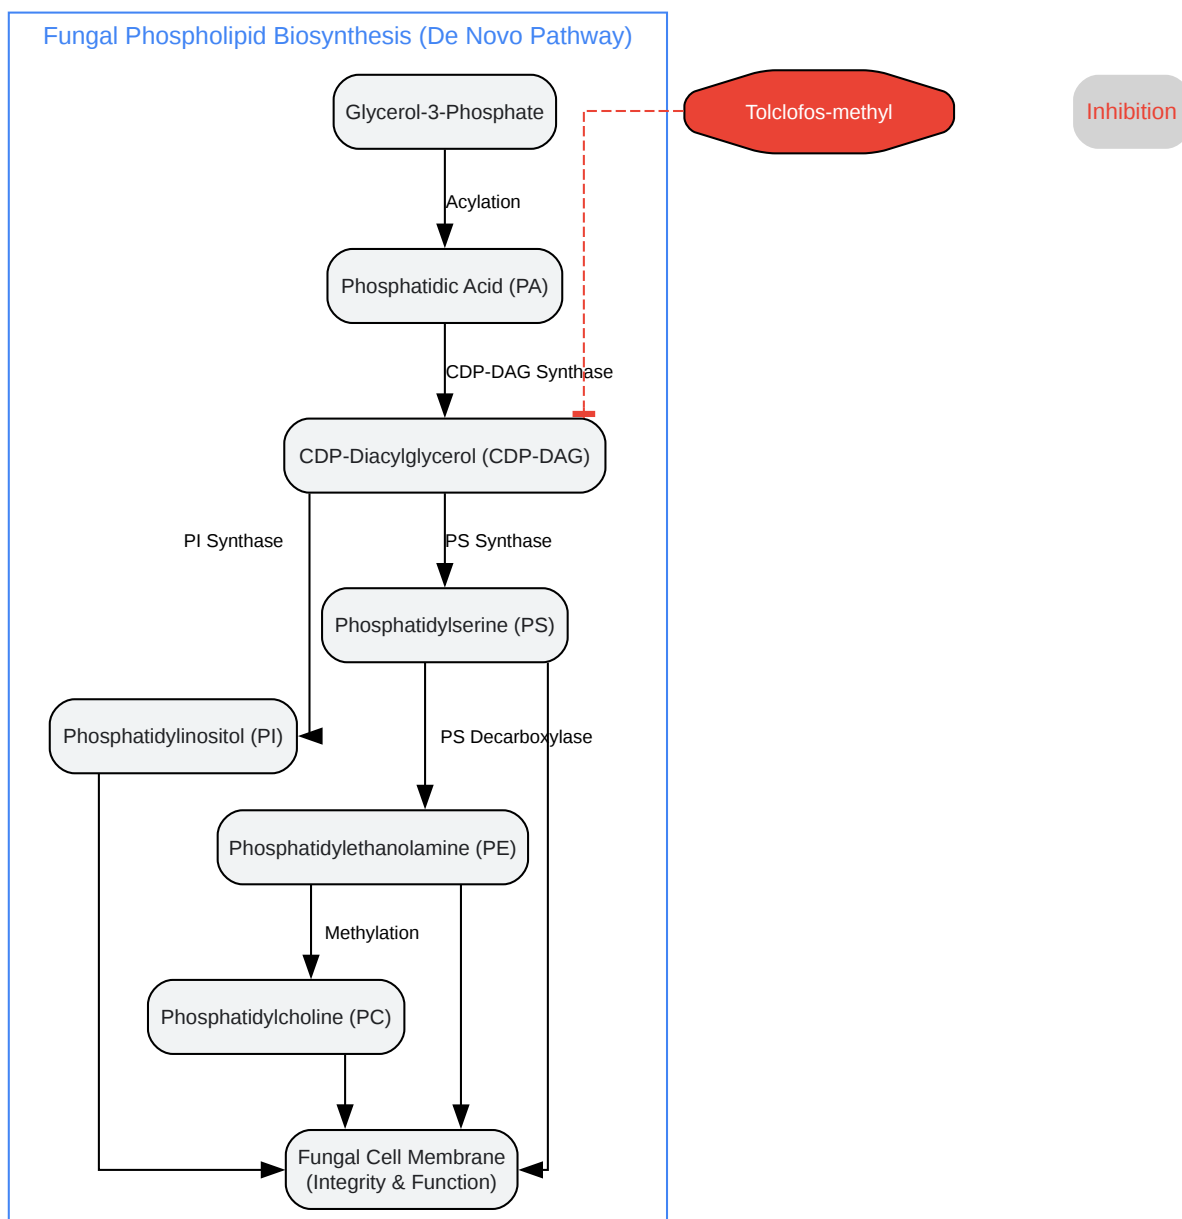 Fungal Phospholipid Biosynthesis (De Novo Pathway)
Glycerol-3-Phosphate
Tolclofos-methyl
Inhibition
Acylation
Phosphatidic Acid (PA)
CDP-DAG Synthase
CDP-Diacylglycerol (CDP-DAG)
PI Synthase
PS Synthase
Phosphatidylserine (PS)
Phosphatidylinositol (PI)
PS Decarboxylase
Phosphatidylethanolamine (PE)
Methylation
Phosphatidylcholine (PC)
Fungal Cell Membrane
(Integrity & Function)